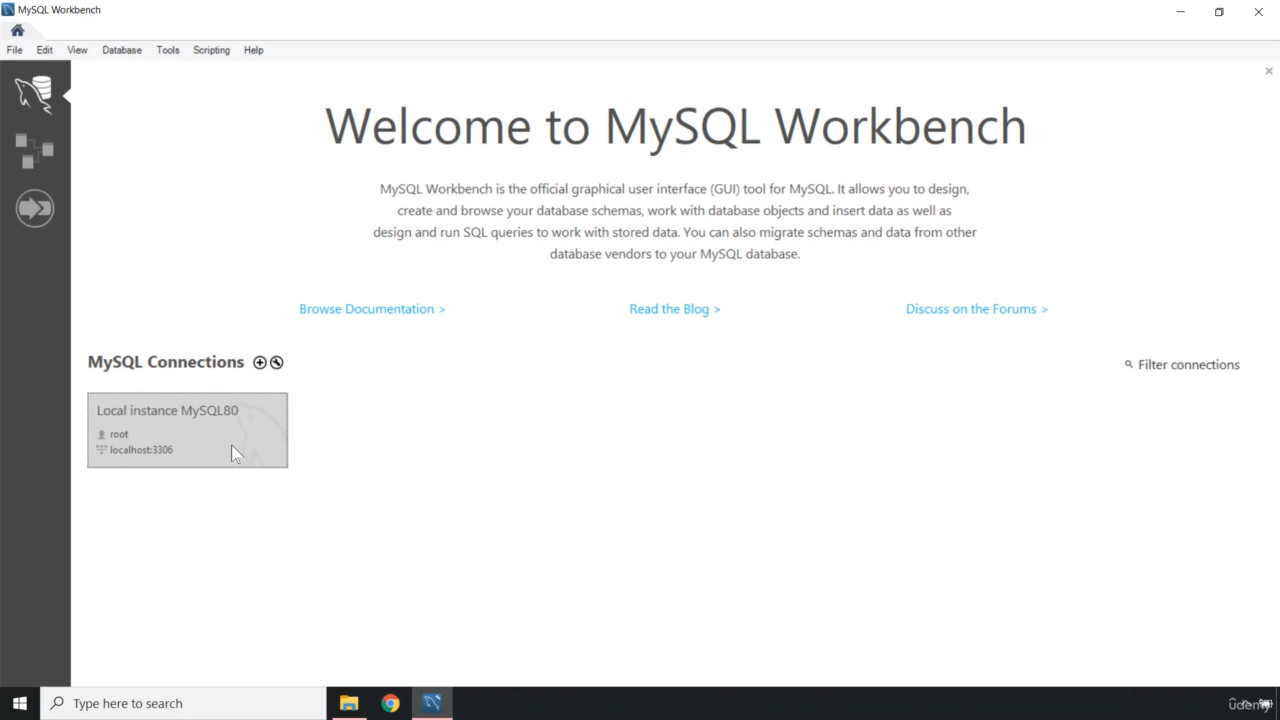 MySQL Workbench
File Edit View Database Tools Scripting Help
Welcome to MySQL Workbench
MySQL Workbench is the official graphical user interface (GUI) tool for MySQL. It allows you to design,
create and browse your database schemas, work with database objects and insert data as well as
design and run SQL queries to work with stored data. You can also migrate schemas and data from other
database vendors to your MySQL database.
Browse Documentation >
Read the Blog >
Discuss on the Forums >
MySQL Connections
Filter connections
Local instance MySQL80
root
localhost:3306
Type here to search
udemy